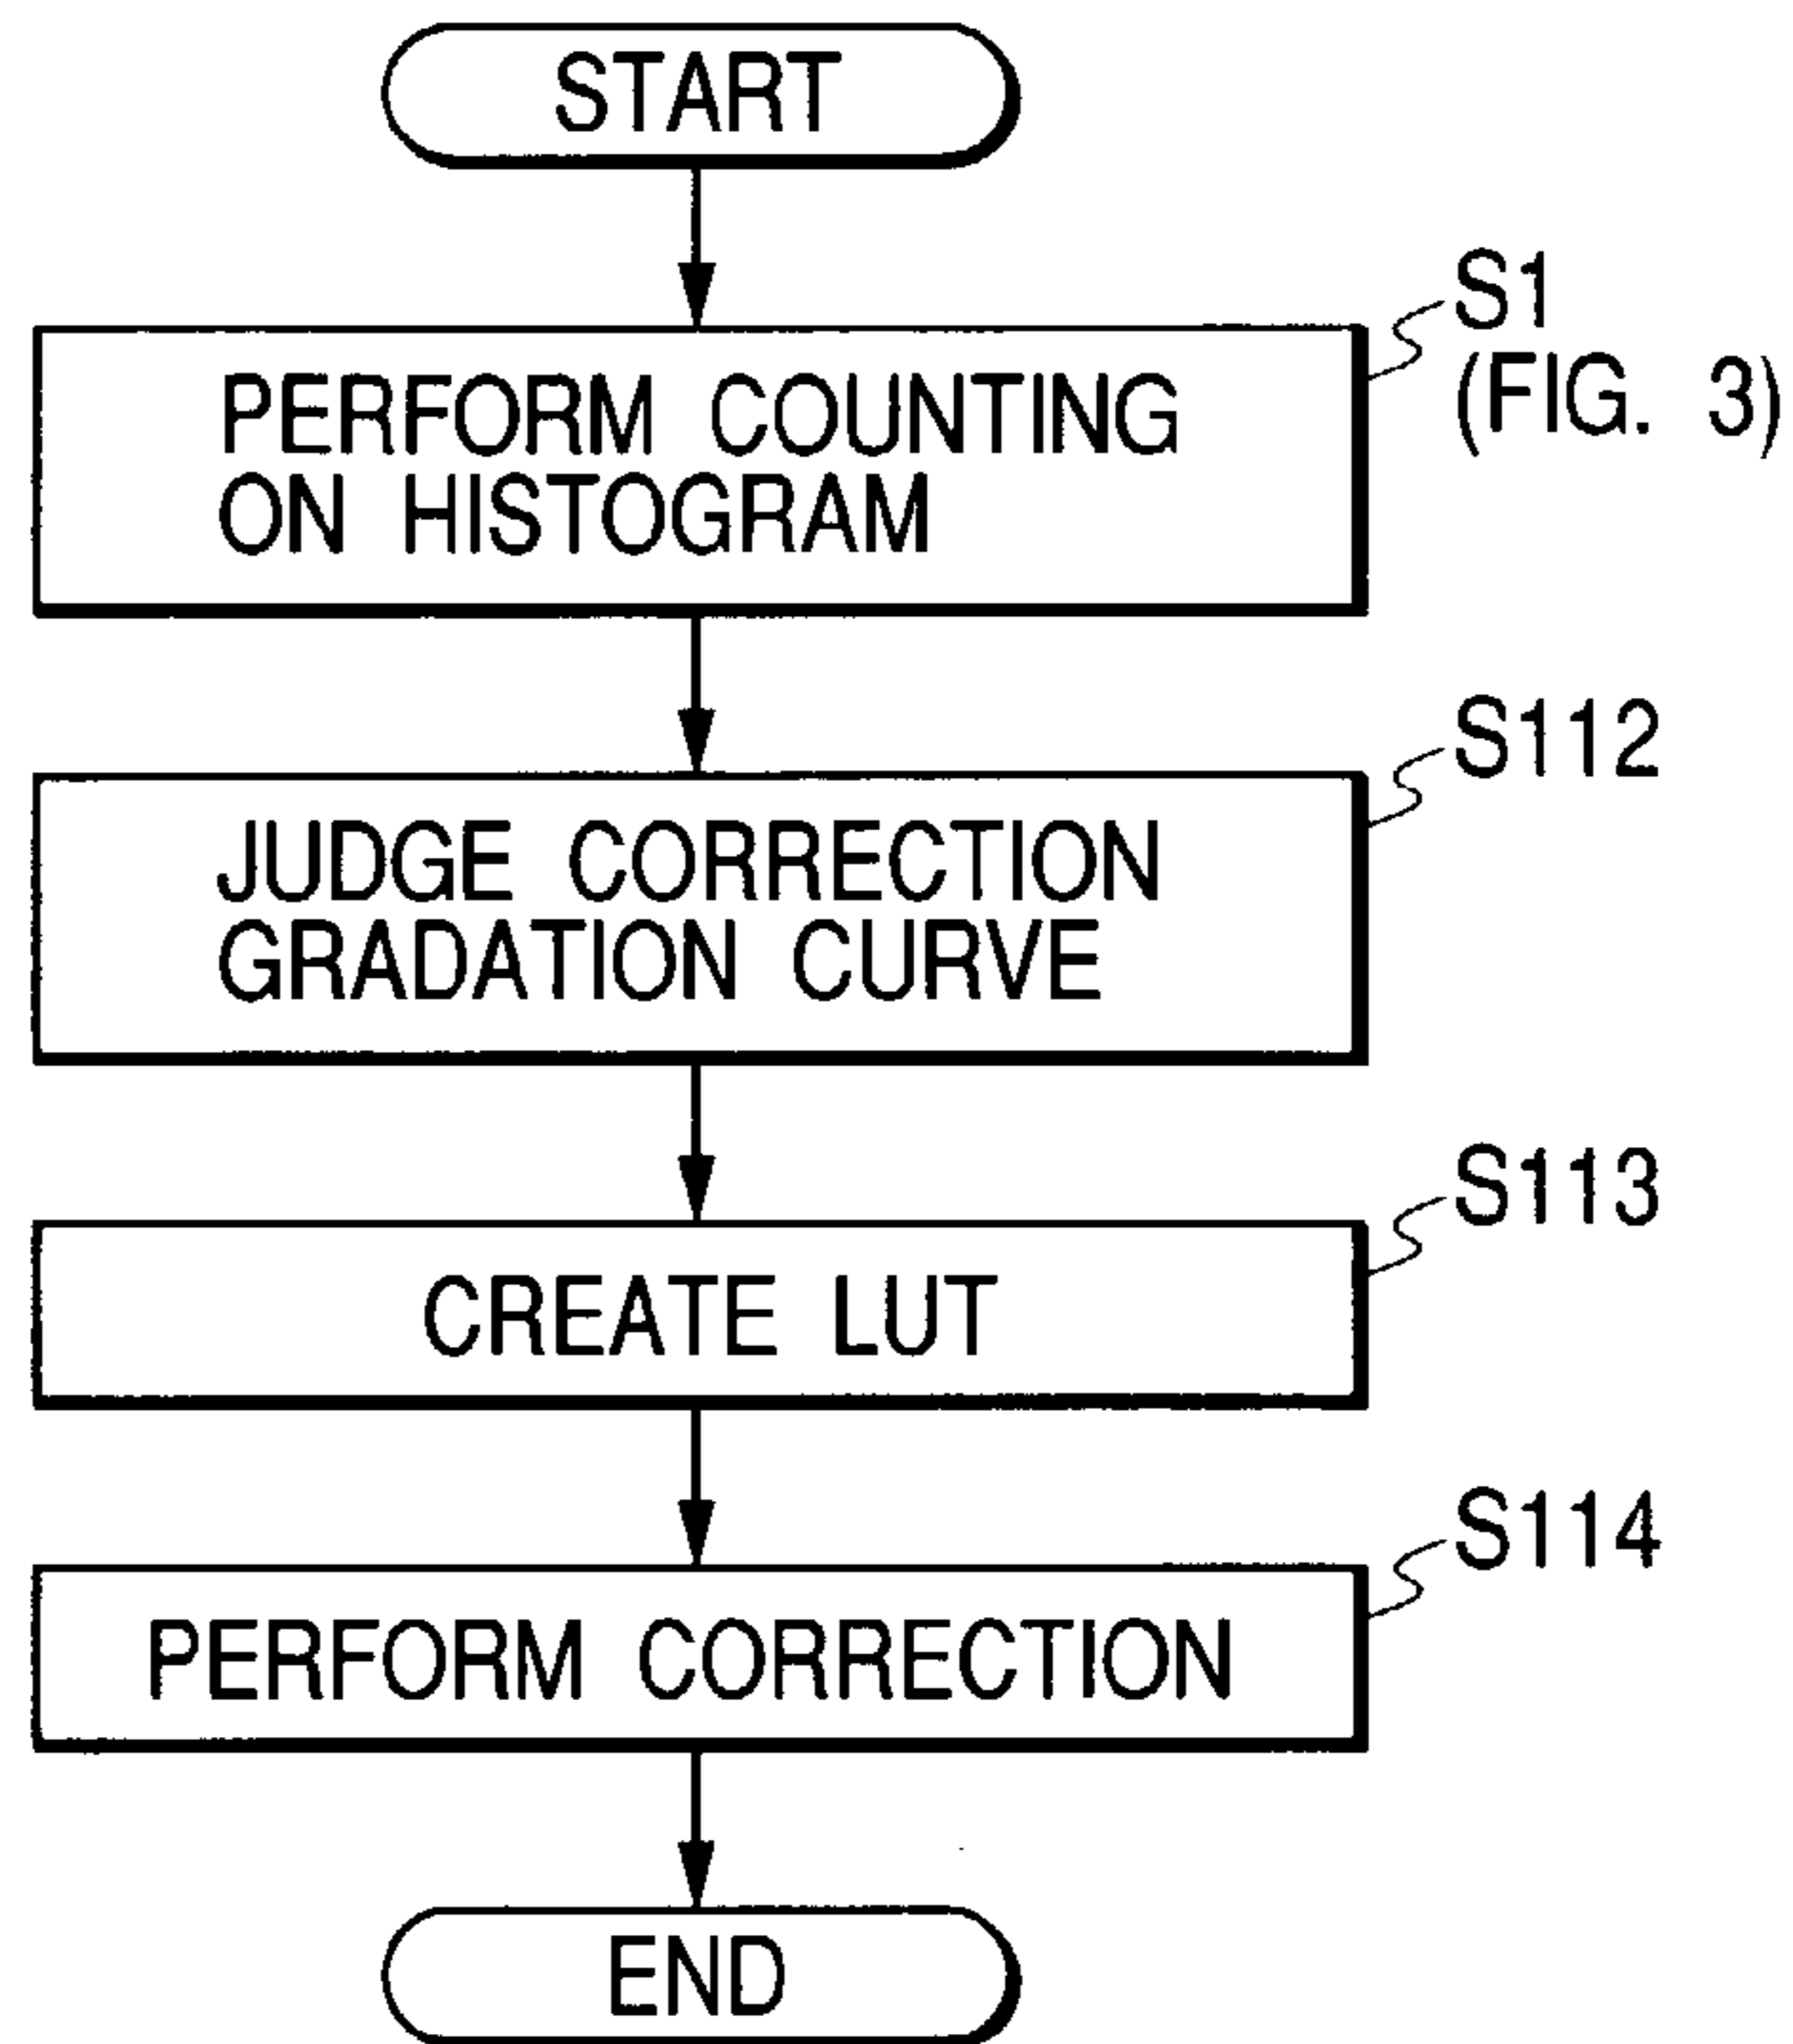 START
S1
(FIG. 3)
PERFORM COUNTING
ON HISTOGRAM
S112
JUDGE CORRECTION
GRADATION CURVE
S113
CREATE LUT
S114
PERFORM CORRECTION
END